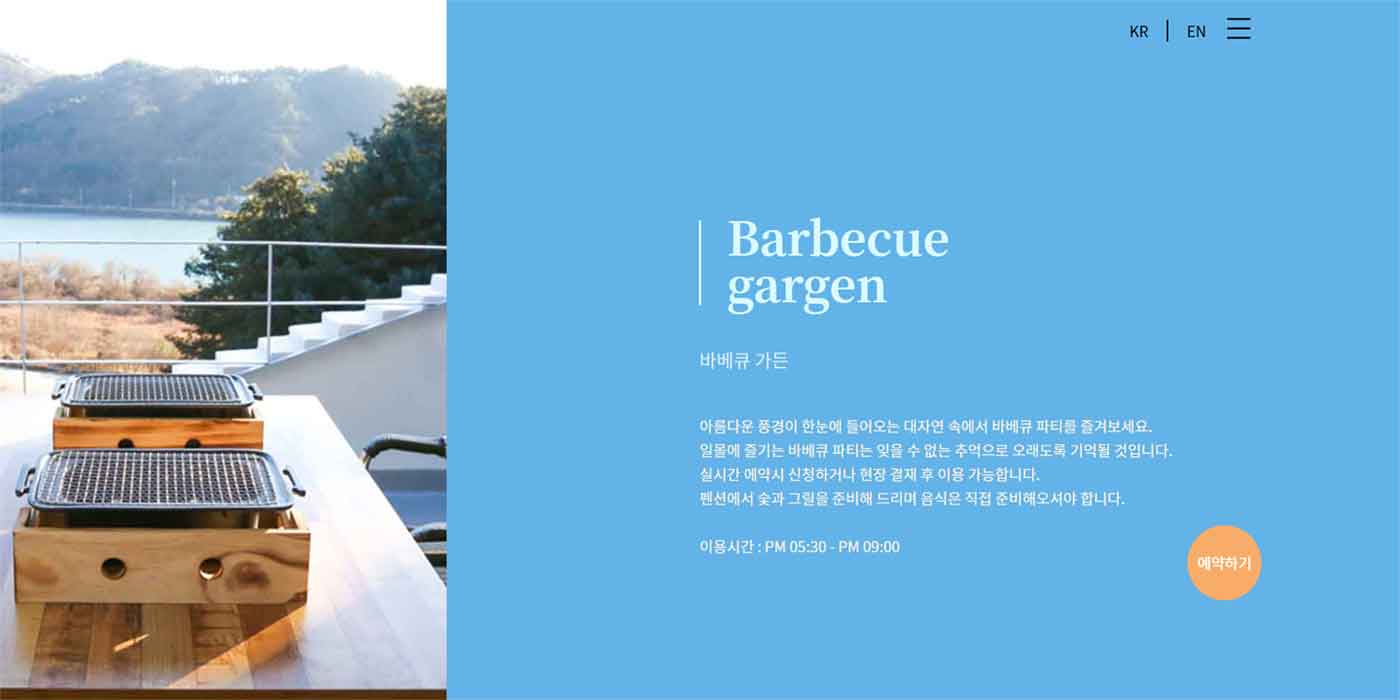 KR | EN
Barbecue
gargen
바베큐 가든
아름다운 풍경이 한눈에 들어오는 대자연 속에서 바베큐 파티를 즐겨보세요.
일몰에 즐기는 바베큐 파티는 잊을 수 없는 추억으로 오래도록 기억될 것입니다.
실시간 예약시 신청하거나 현장 결재 후 이용 가능합니다.
펜션에서 숯과 그릴을 준비해 드리며 음식은 직접 준비해오셔야 합니다.
이용시간 : PM 05:30 - PM 09:00
예약하기